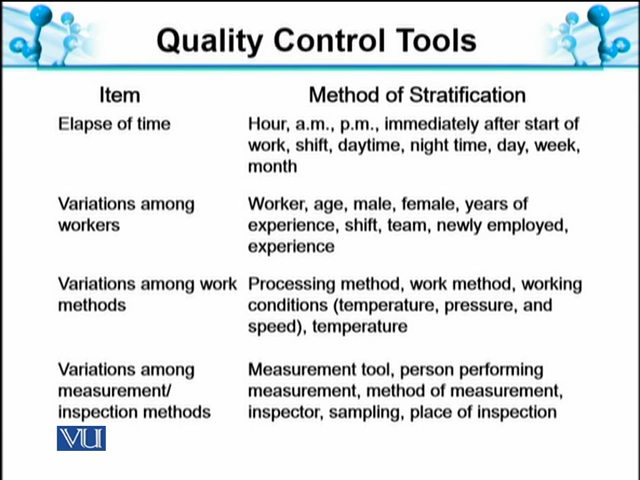 Quality Control Tools
Item Method of Stratification
Elapse of time Hour, a.m., p.m., immediately after start of
work, shift, daytime, night time, day, week,
month
Variations among Worker, age, male, female, years of
workers experience, shift, team, newly employed,
experience
Variations among work Processing method, work method, working
methods conditions (temperature, pressure, and
speed), temperature
Variations among Measurement tool, person performing
measurement/ measurement, method of measurement,
inspection methods inspector, sampling, place of inspection
VU